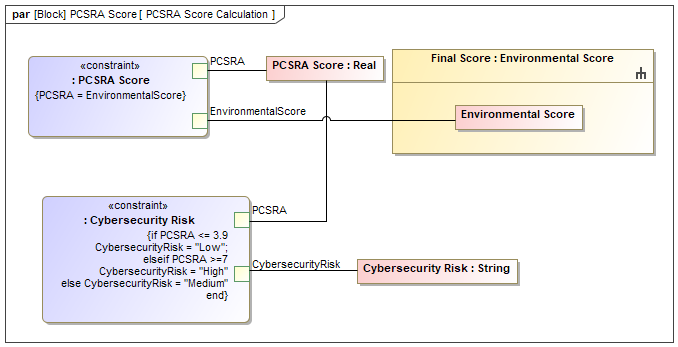 par [Block] PCSRA Score [ PCSRA Score Calculation ]
«constraint»
: PCSRA Score
{PCSRA = EnvironmentalScore}
PCSRA
PCSRA Score : Real
Final Score : Environmental Score
EnvironmentalScore
Environmental Score
«constraint»
: Cybersecurity Risk
{if PCSRA <= 3.9
CybersecurityRisk = "Low";
elseif PCSRA >=7
CybersecurityRisk = "High"
else CybersecurityRisk = "Medium"
end}
PCSRA
CybersecurityRisk
Cybersecurity Risk : String